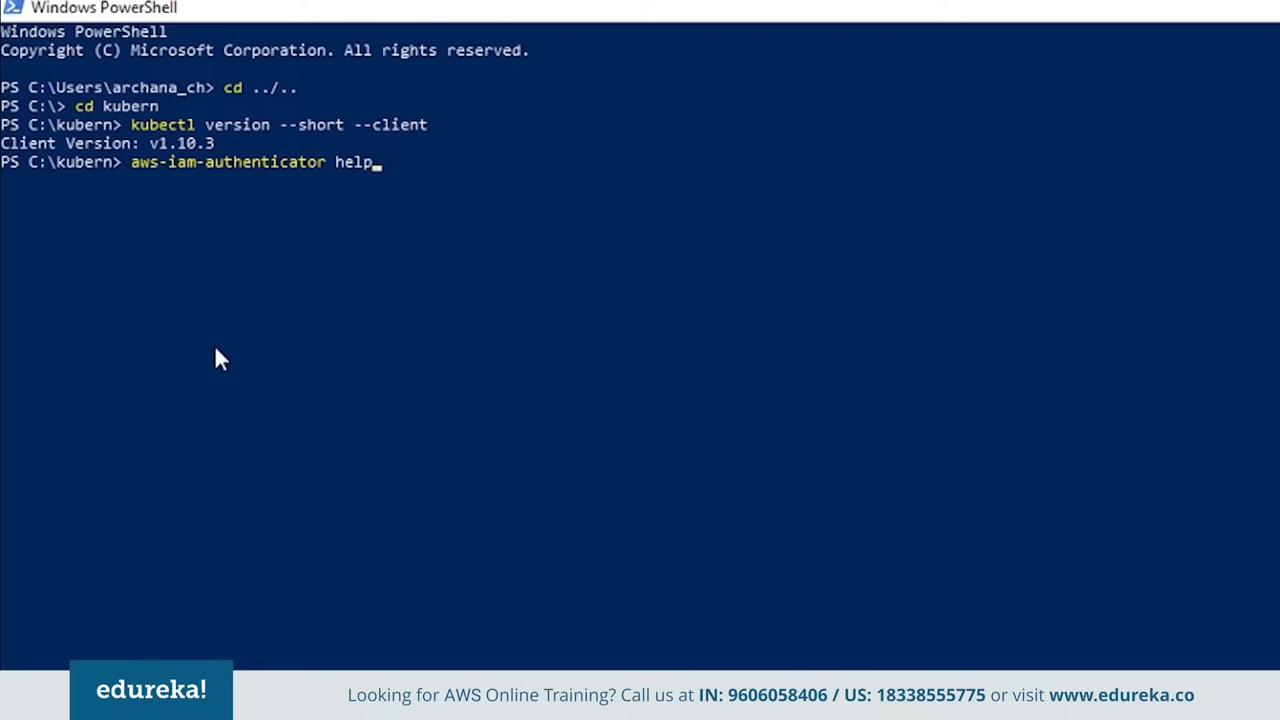 Windows PowerShell
Windows PowerShell
Copyright (C) Microsoft Corporation. All rights reserved.
PS C:\Users\archana_ch> cd ../..
PS C:\> cd kubern
PS C:\kubern> kubectl version --short --client
Client Version: v1.10.3
PS C:\kubern> aws-iam-authenticator help_
edureka!
Looking for AWS Online Training? Call us at IN: 9606058406 / US: 18338555775 or visit www.edureka.co